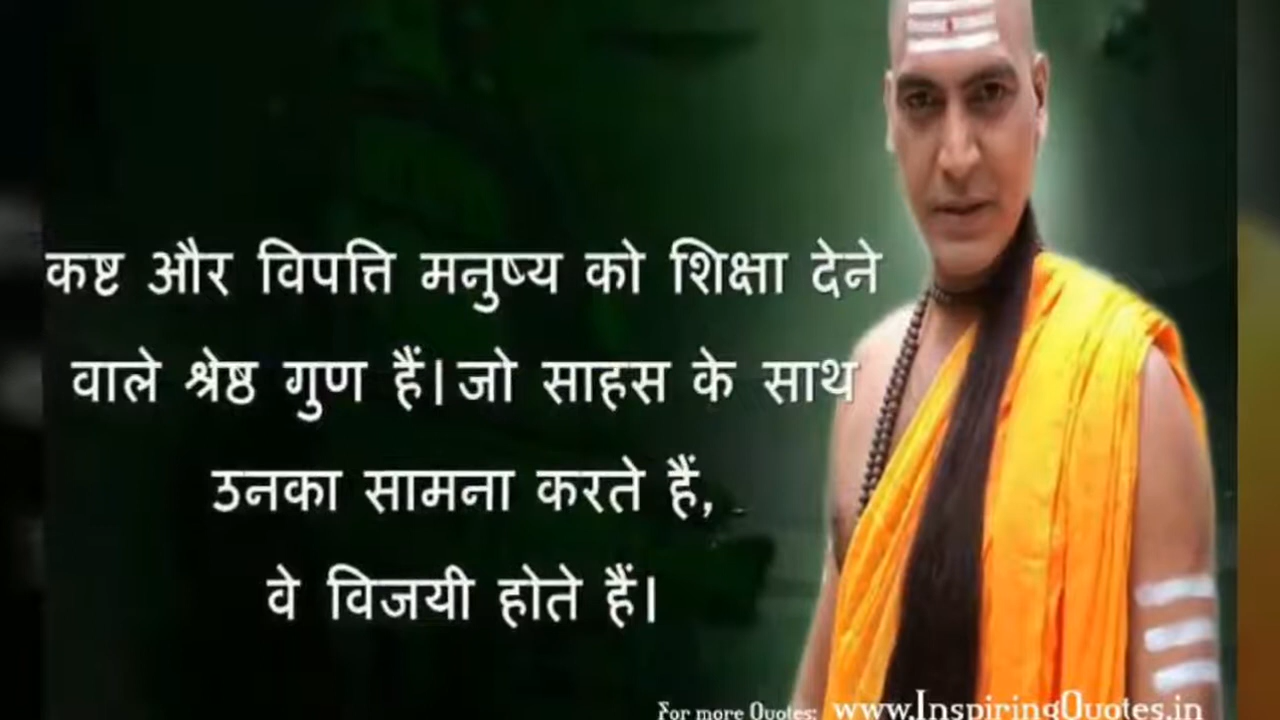 कष्ट और विपत्ति मनुष्य को शिक्षा देने
वाले श्रेष्ठ गुण हैं। जो साहस के साथ
उनका सामना करते हैं,
वे विजयी होते हैं।
For more Quotes: www.InspiringQuotes.in